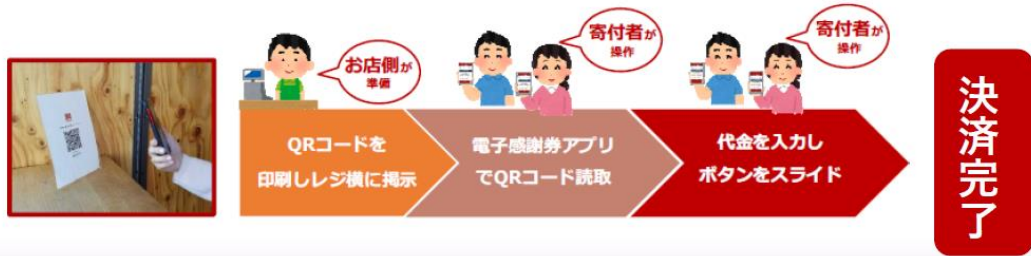 お店側が
準備
寄付者が
操作
寄付者が
操作
QRコードを
印刷しレジ横に掲示
電子感謝券アプリ
でQRコード読取
代金を入力し
ボタンをスライド
決済完了